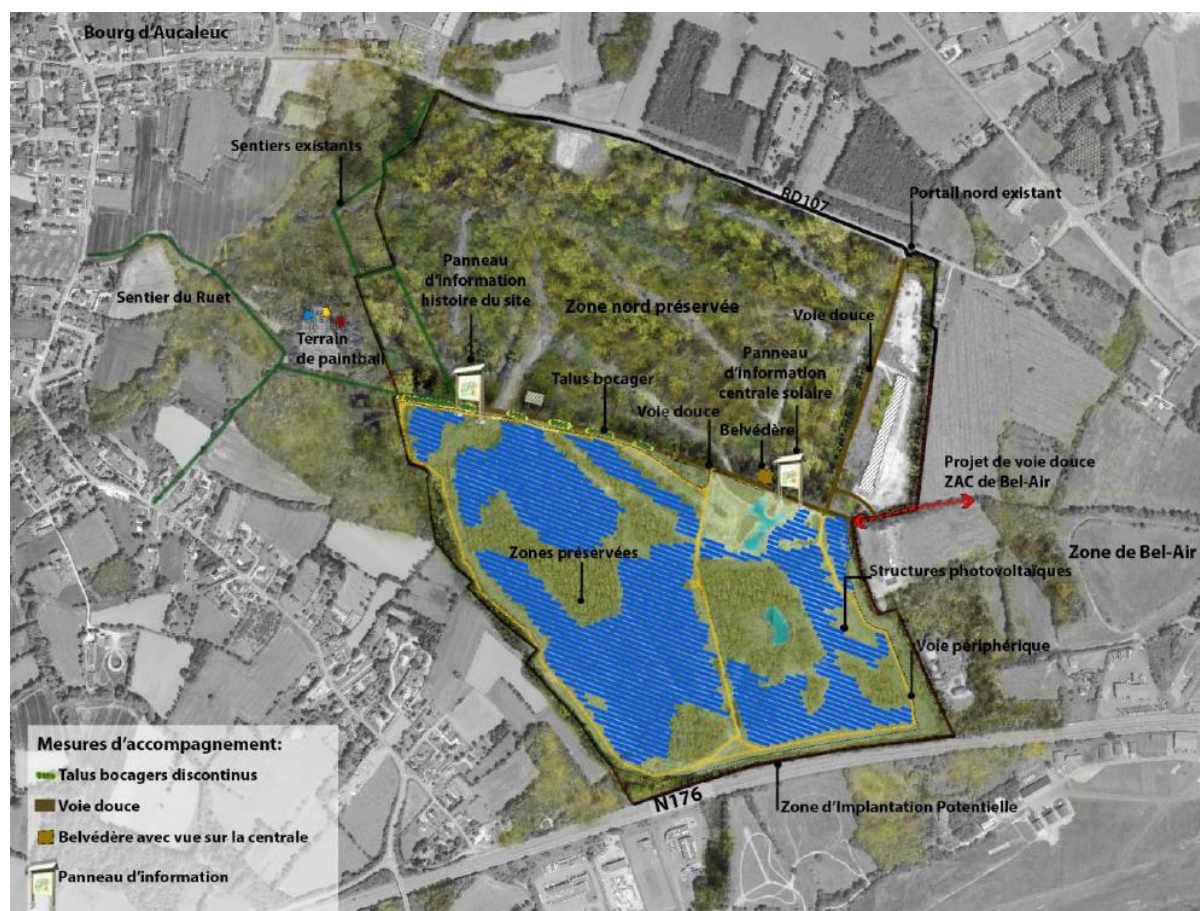 Bourg d'Aucaleuc
Sentiers existants
RD107
Portail nord existant
Panneau
d'information
histoire du site
Sentier du Ruet
Zone nord préservée
Voie douce
Terrain
de paintball
Panneau
d'information
centrale solaire
Talus bocager
Voie douce
Belvédère
Projet de voie douce
ZAC de Bel-Air
Zones préservées
Zone de Bel-Air
Structures photovoltaïques
Voie périphérique
Mesures d'accompagnement:
Talus bocagers discontinus
Voie douce
Belvédère avec vue sur la centrale
Panneau d'information
N176
Zone d'Implantation Potentielle